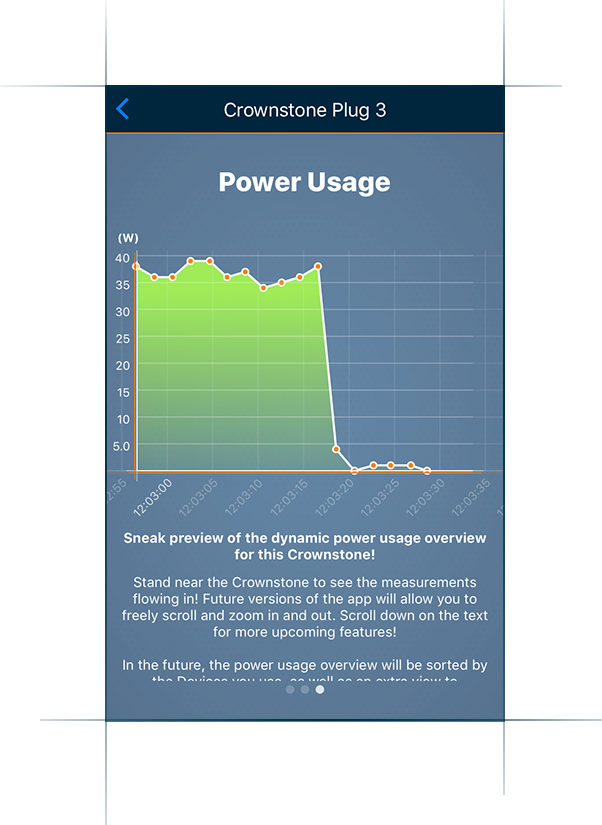 Crownstone Plug 3
Power Usage
(W)
40
35
30
25
20
15
10
5.0
2:55
12:03:00
12:03:05
12:03:10
12:03:15
12:03:20
12:03:25
12:03:30
12:03:35
Sneak preview of the dynamic power usage overview
for this Crownstone!
Stand near the Crownstone to see the measurements
flowing in! Future versions of the app will allow you to
freely scroll and zoom in and out. Scroll down on the text
for more upcoming features!
In the future, the power usage overview will be sorted by
the Devices you use, as well as an extra view to